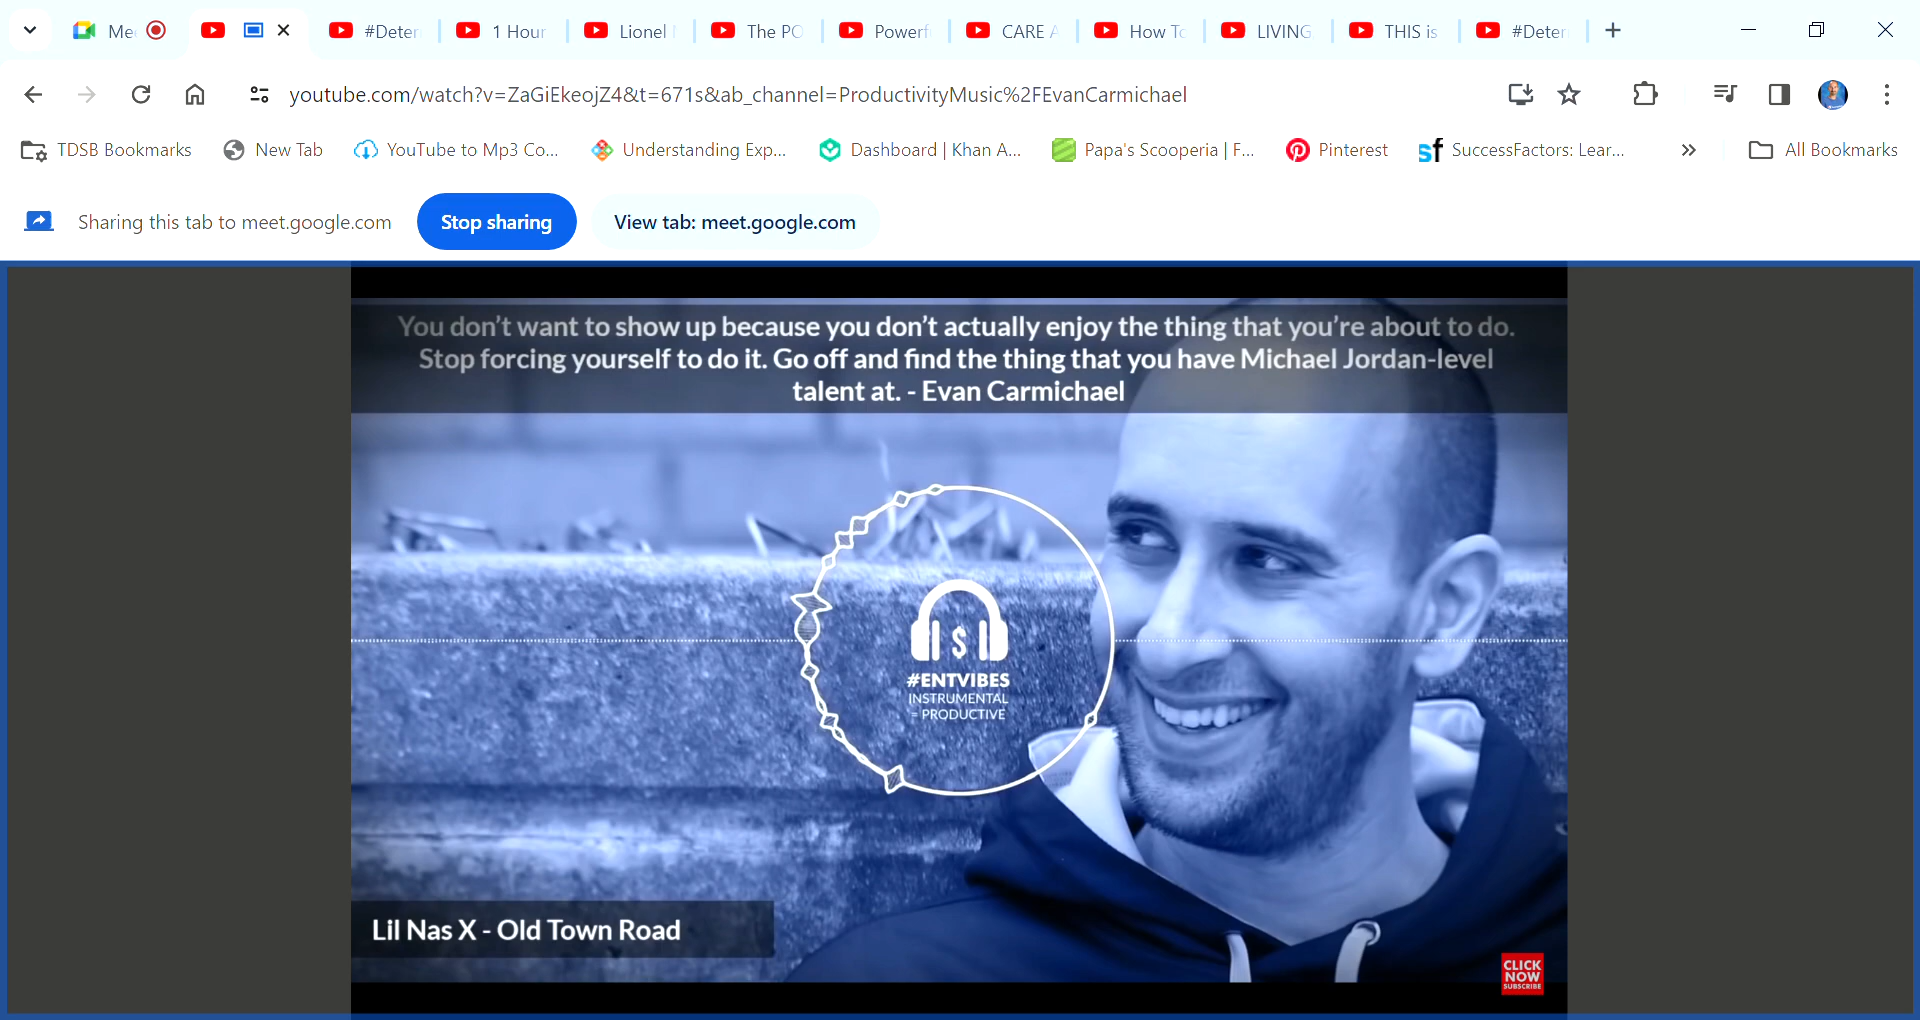 Mee
#Deter
1 Hour
Lionel
The PO
Powerf
CARE A
How To
LIVING
THIS is
#Deter
youtube.com/watch?v=ZaGiEkeojZ4&t=671s&ab_channel=ProductivityMusic%2FEvanCarmichael
TDSB Bookmarks
New Tab
YouTube to Mp3 Co...
Understanding Exp...
Dashboard | Khan A...
Papa's Scooperia | F...
Pinterest
sf SuccessFactors: Lear...
All Bookmarks
Sharing this tab to meet.google.com
Stop sharing
View tab: meet.google.com
You don't want to show up because you don't actually enjoy the thing that you're about to do.
Stop forcing yourself to do it. Go off and find the thing that you have Michael Jordan-level
talent at. - Evan Carmichael
$
#ENTVIBES
INSTRUMENTAL
= PRODUCTIVE
Lil Nas X - Old Town Road
CLICK
NOW
SUBSCRIBE